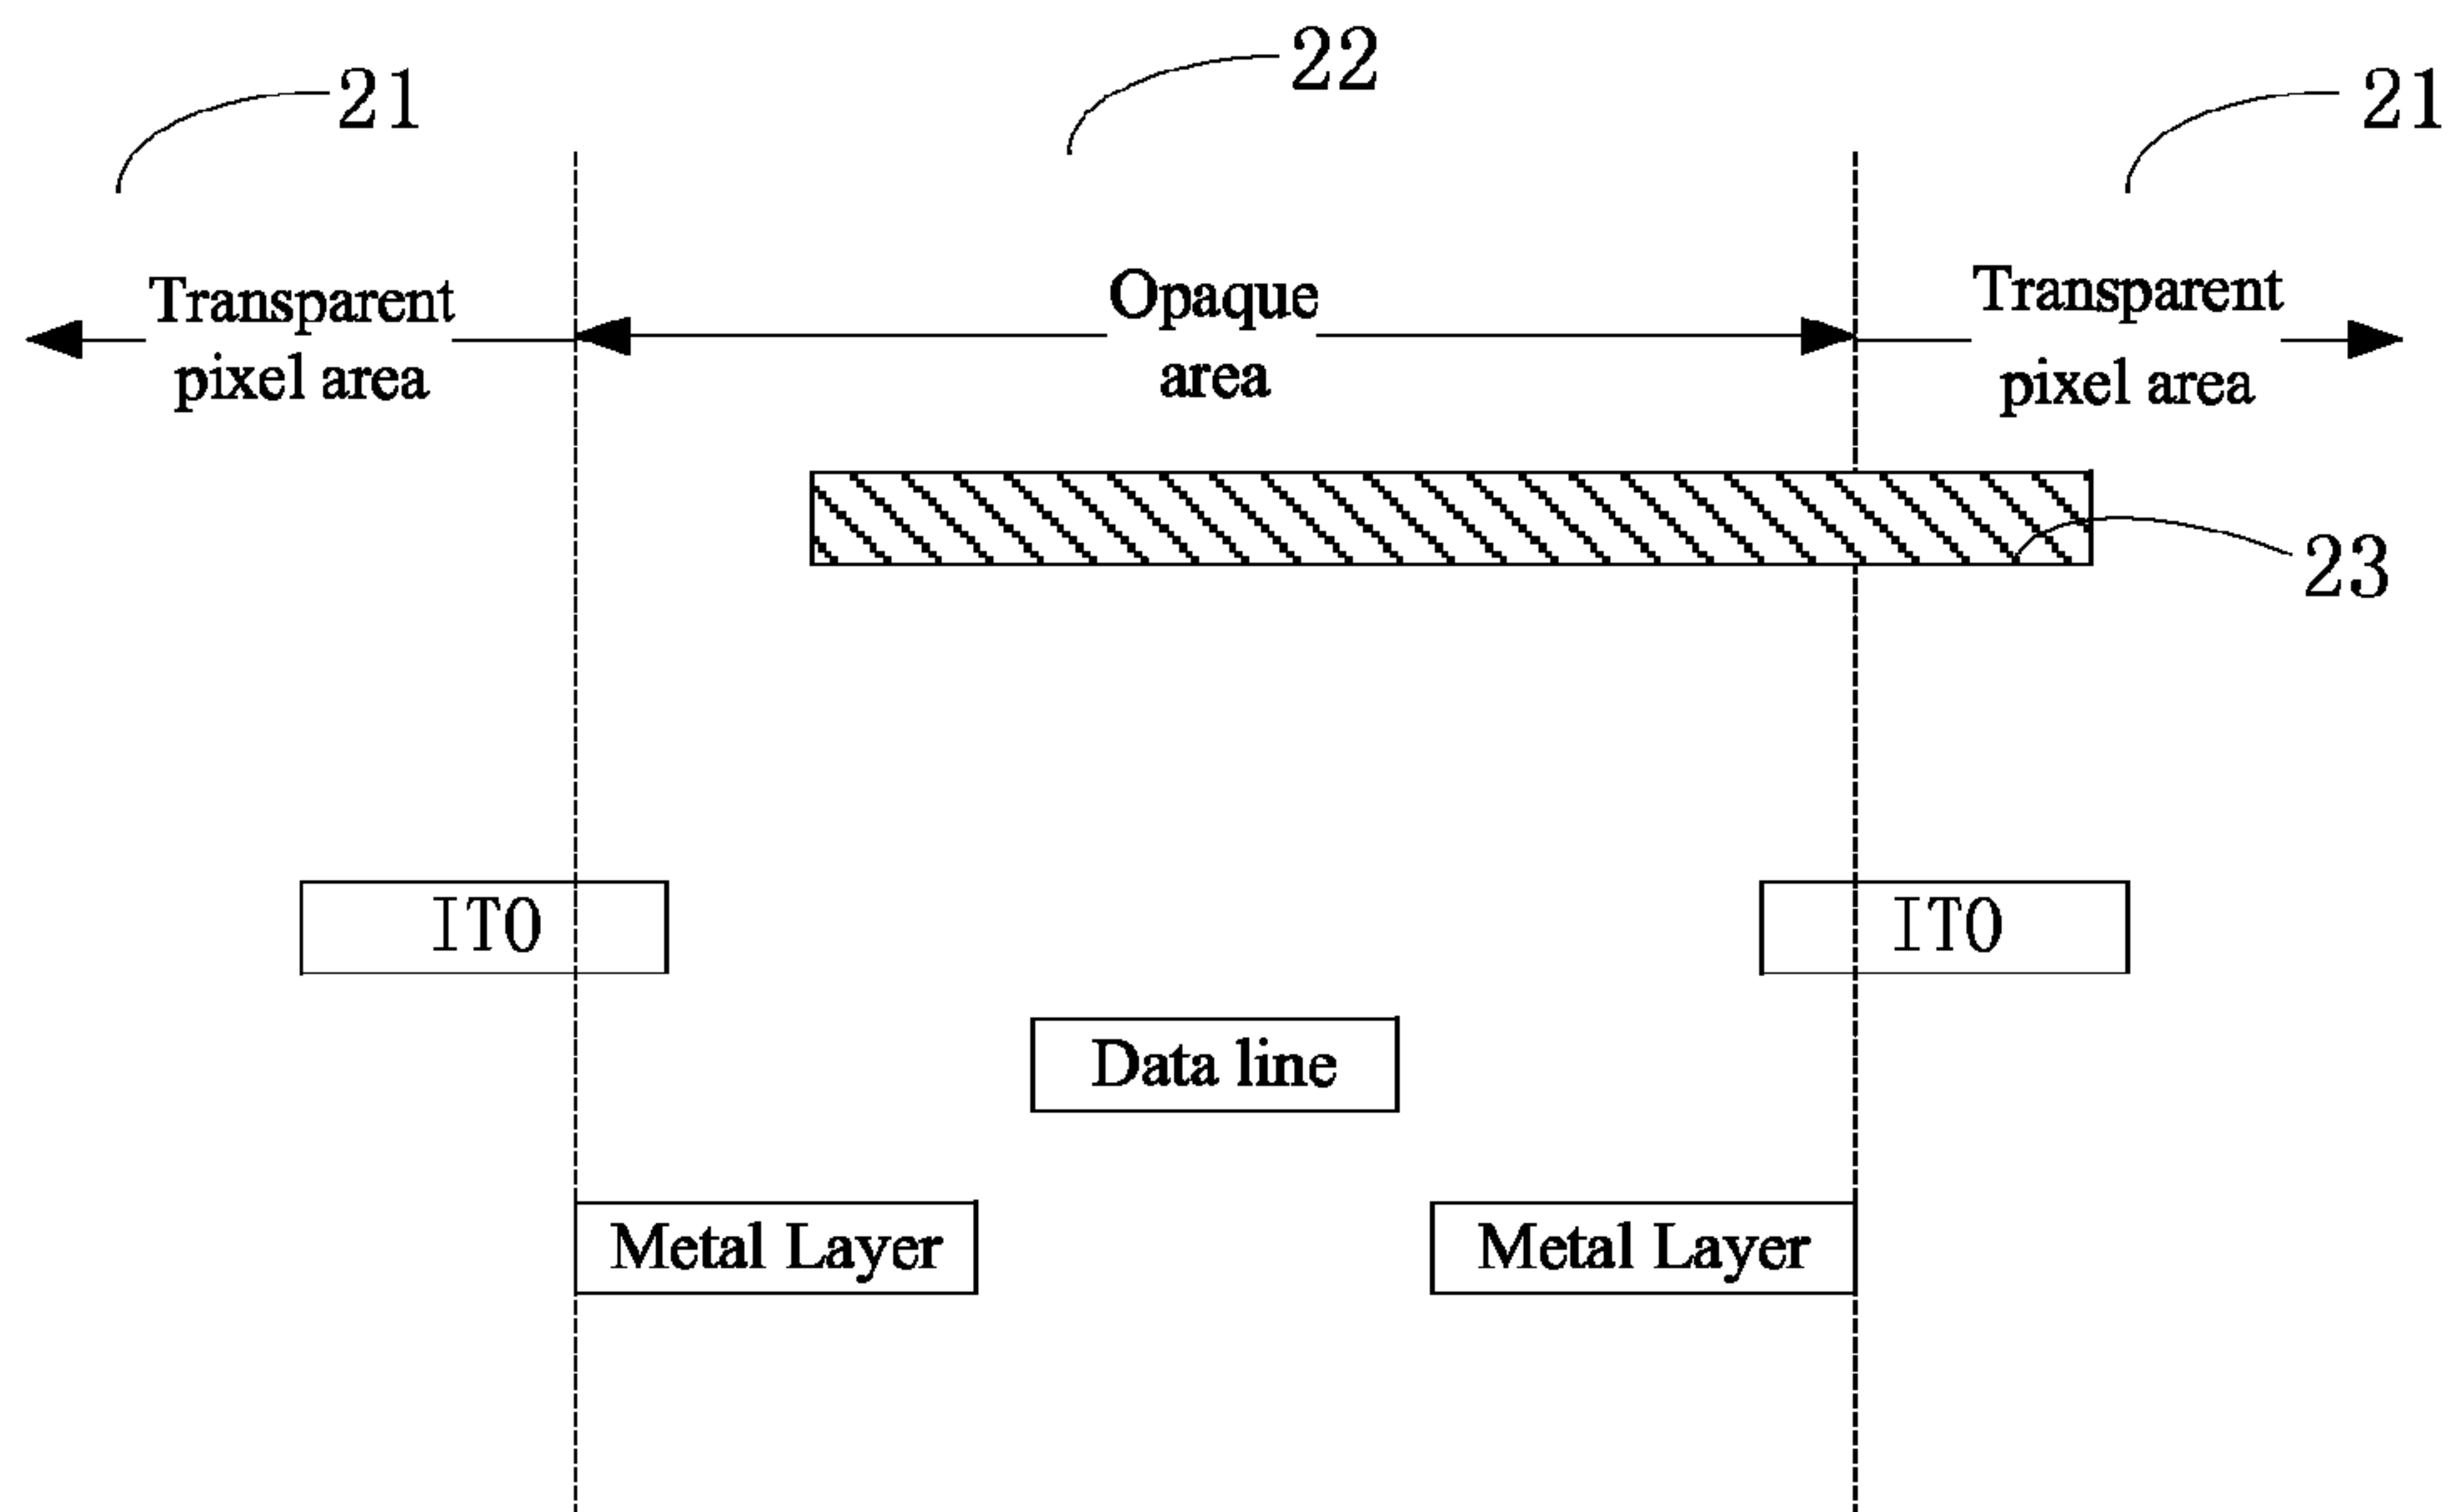 22
21
21
Transparent
pixel area
Opaque
area
Transparent
pixel area
23
ITO
ITO
Data line
Metal Layer
Metal Layer